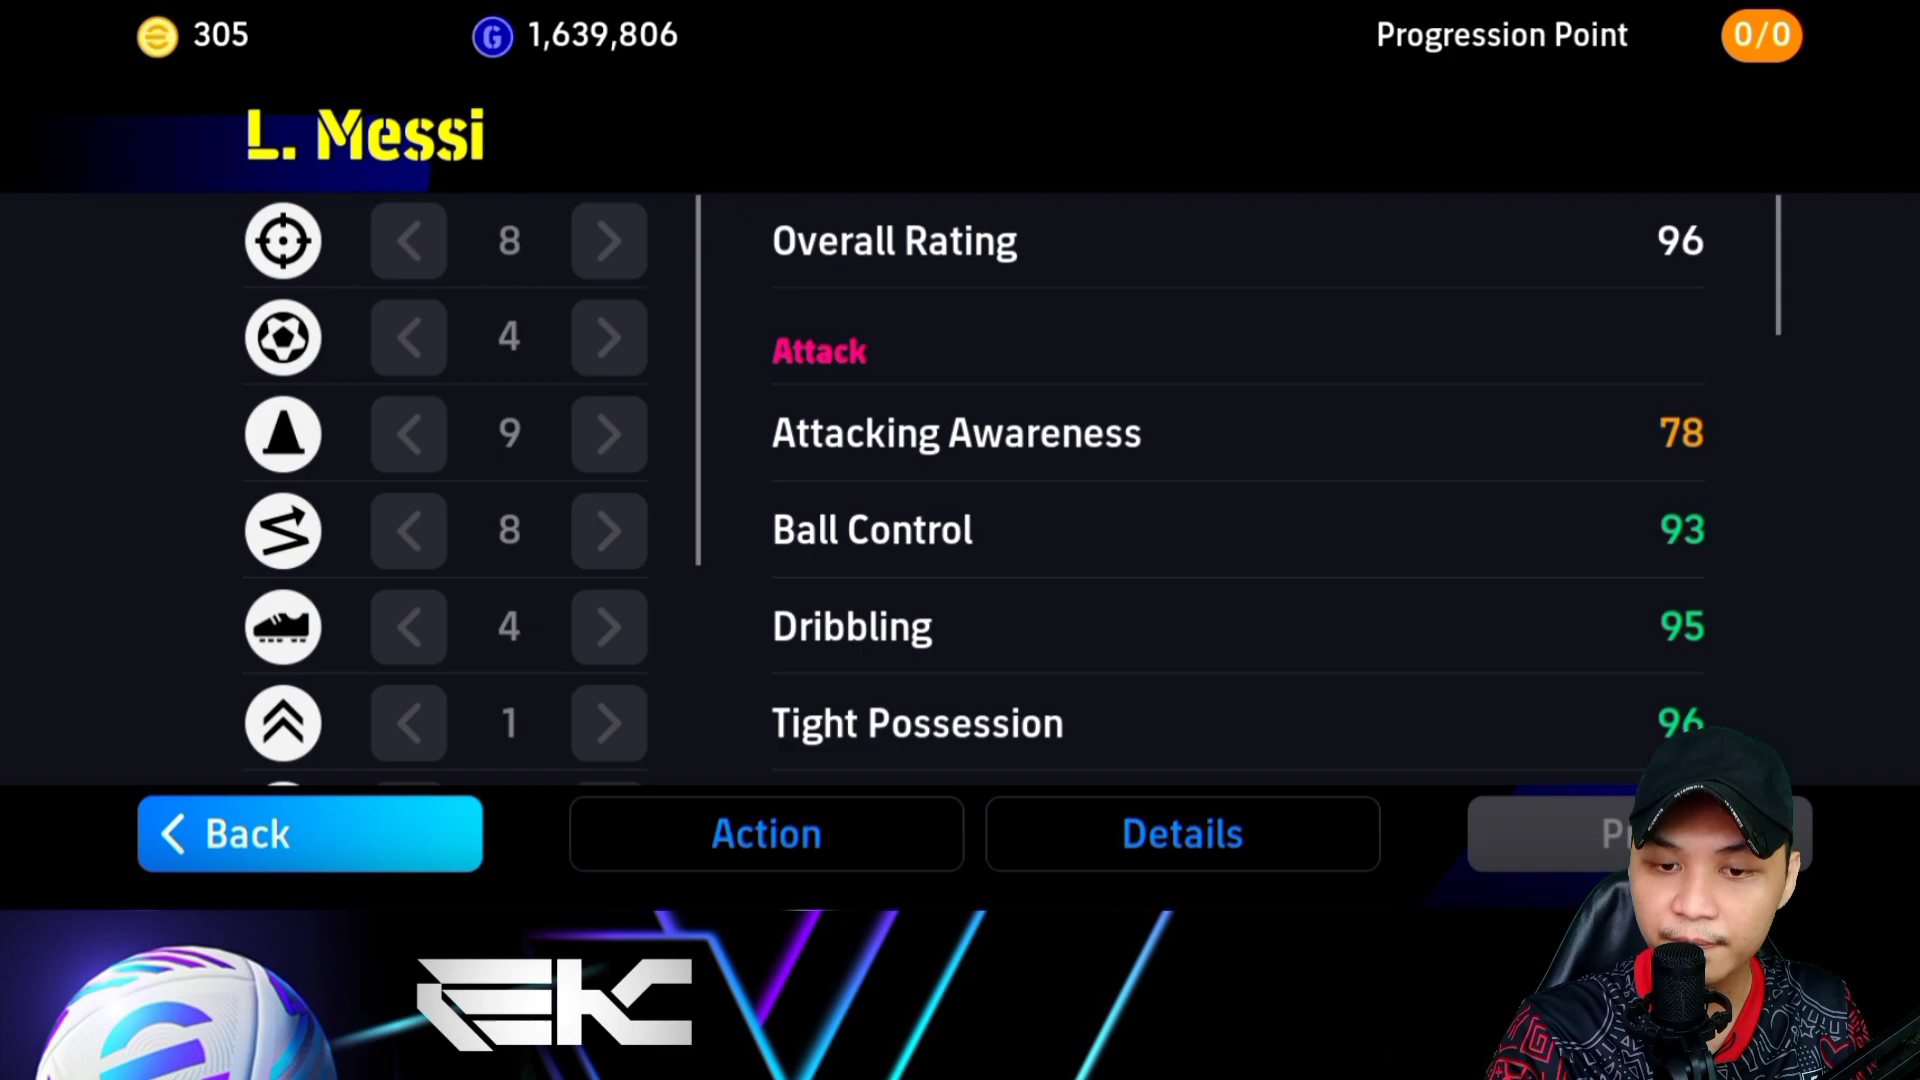 305
1,639,806
Progression Point
0/0
L. Messi
8
Overall Rating
96
4
Attack
9
Attacking Awareness
78
8
Ball Control
93
4
Dribbling
95
1
Tight Possession
96
Back
Action
Details
EKC